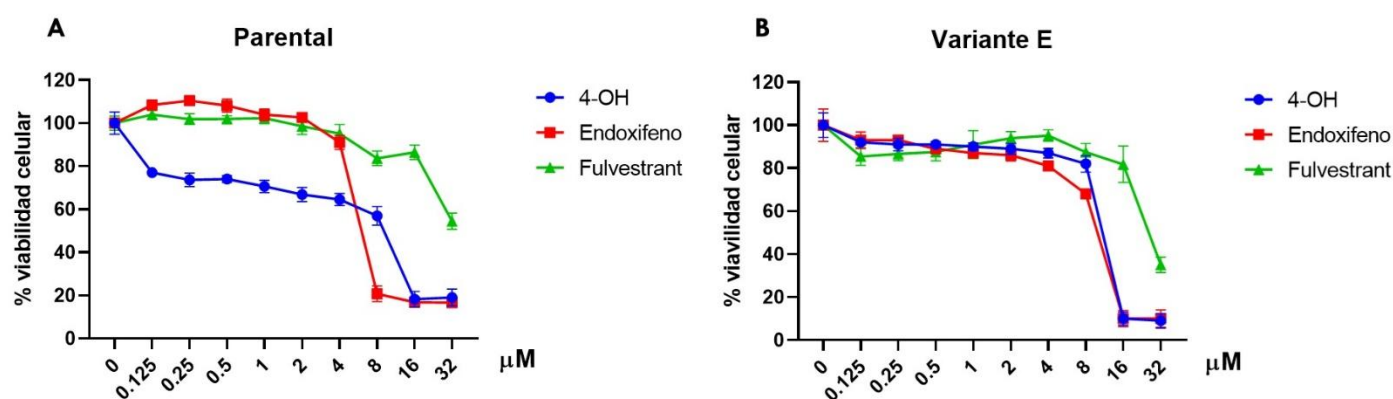 A
Parental
% viabilidad celular
120
100
80
60
40
20
0
0
0.125
0.25
0.5
1
2
4
8
16
32
μM
4-OH
Endoxifeno
Fulvestrant
B
Variante E
% viavilidad celular
120
100
80
60
40
20
0
0
0.125
0.25
0.5
1
2
4
8
16
32
μM
4-OH
Endoxifeno
Fulvestrant